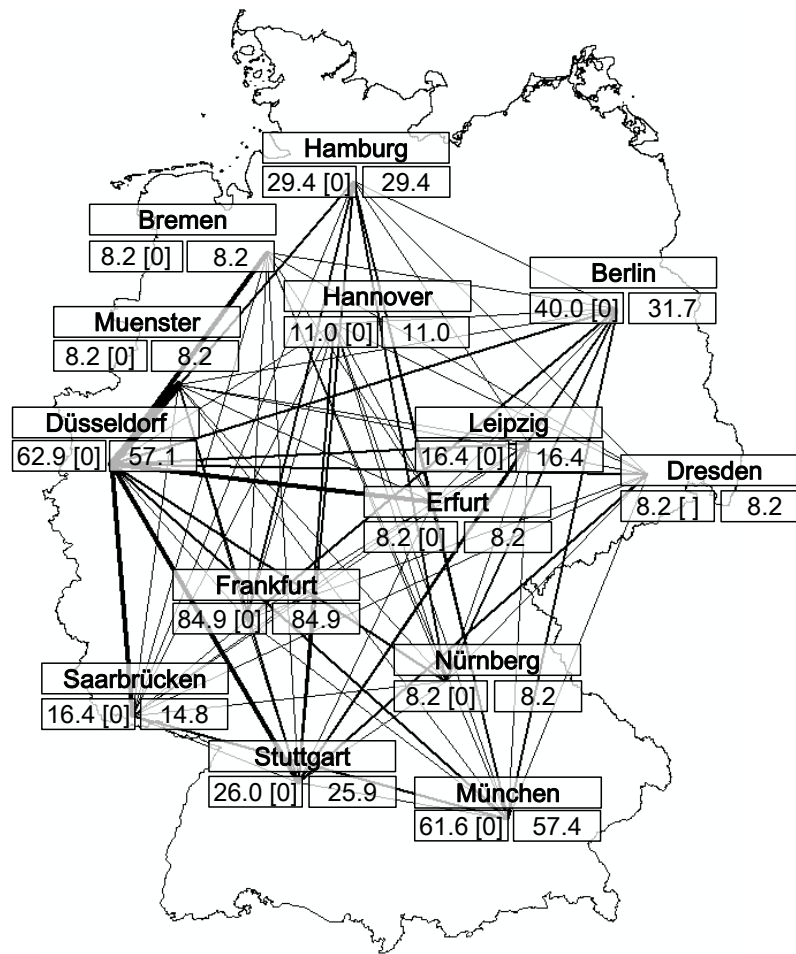 Hamburg
29.4 [0] 29.4
Bremen
8.2 [0] 8.2
Berlin
40.0 [0] 31.7
Hannover
11.0 [0] 11.0
Muenster
8.2 [0] 8.2
Düsseldorf
62.9 [0] 57.1
Leipzig
16.4 [0] 16.4
Dresden
8.2 [ ] 8.2
Erfurt
8.2 [0] 8.2
Frankfurt
84.9 [0] 84.9
Nürnberg
8.2 [0] 8.2
Saarbrücken
16.4 [0] 14.8
Stuttgart
26.0 [0] 25.9
München
61.6 [0] 57.4